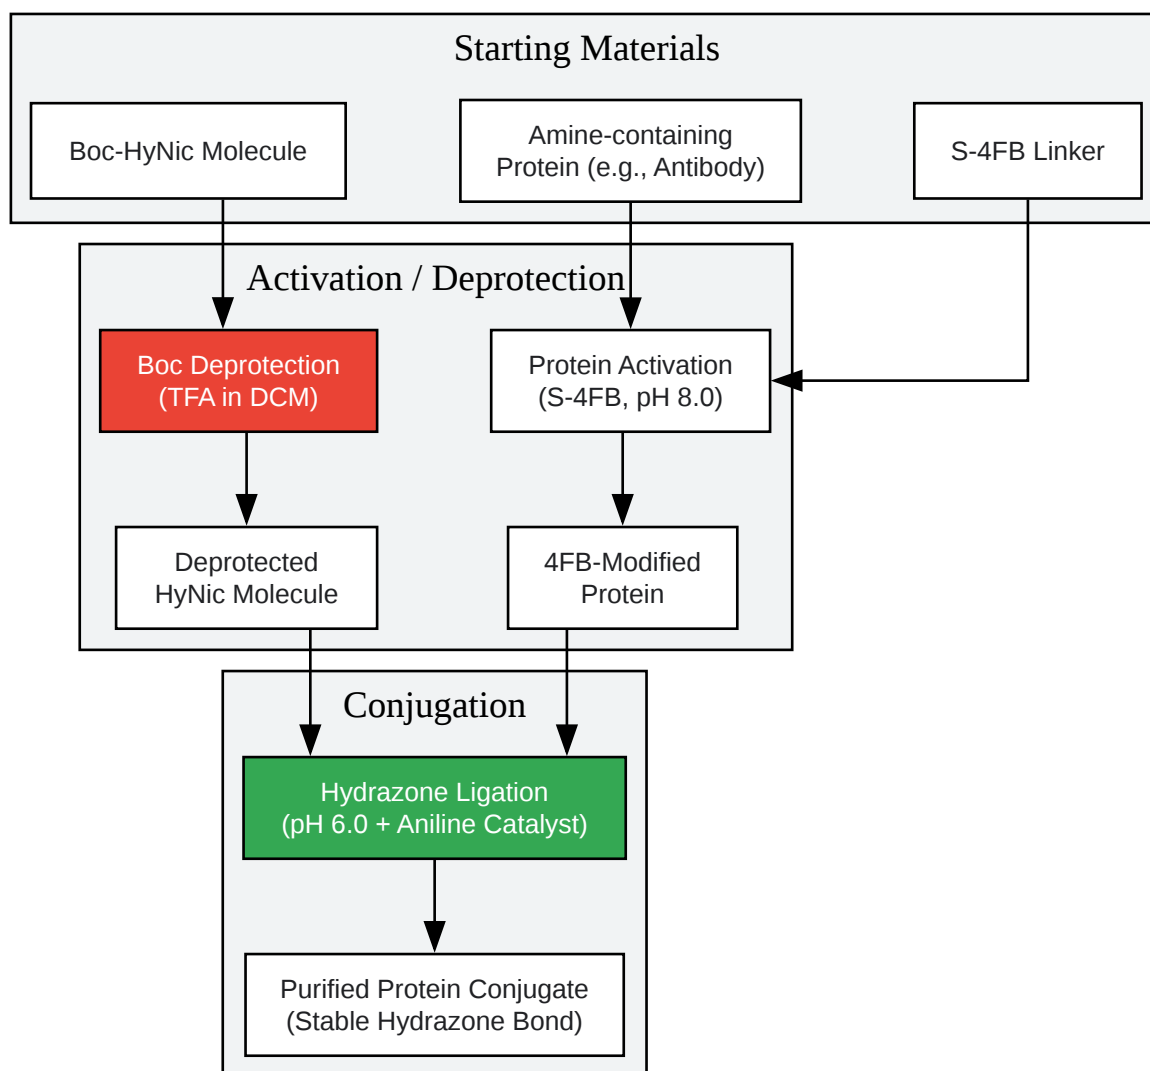 Starting Materials
Boc-HyNic Molecule
Amine-containing
Protein (e.g., Antibody)
S-4FB Linker
Activation / Deprotection
Boc Deprotection
(TFA in DCM)
Protein Activation
(S-4FB, pH 8.0)
Deprotected
HyNic Molecule
4FB-Modified
Protein
Conjugation
Hydrazone Ligation
(pH 6.0 + Aniline Catalyst)
Purified Protein Conjugate
(Stable Hydrazone Bond)